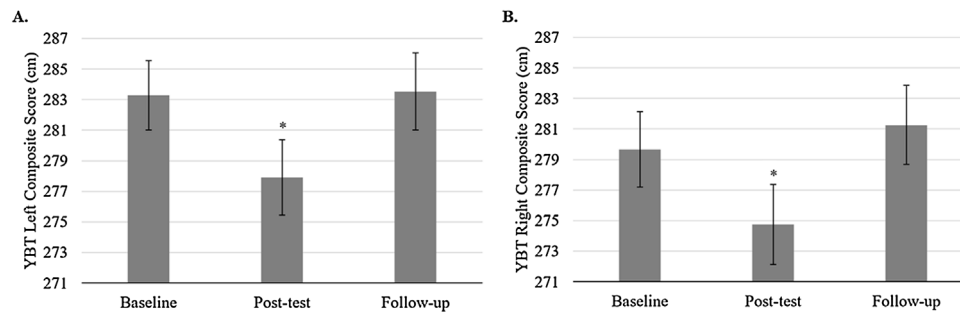 A.
YBT Left Composite Score (cm)
287
285
283
281
279
277
275
273
271
*
Baseline
Post-test
Follow-up
B.
YBT Right Composite Score (cm)
287
285
283
281
279
277
275
273
271
*
Baseline
Post-test
Follow-up